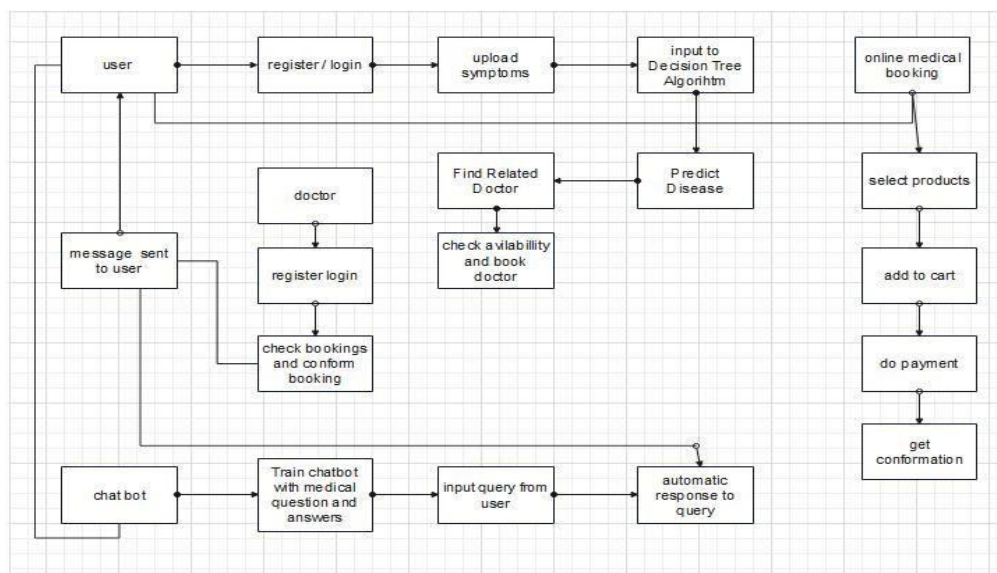 user
register / login
upload
symptoms
input to
Decision Tree
Algorihtm
online medical
booking
Find Related
Doctor
Predict
Disease
select products
doctor
message sent
to user
register login
check avilabillity
and book
doctor
add to cart
check bookings
and conform
booking
do payment
get
conformation
chatbot
Train chatbot
with medical
question and
answers
input query from
user
automatic
response to
query